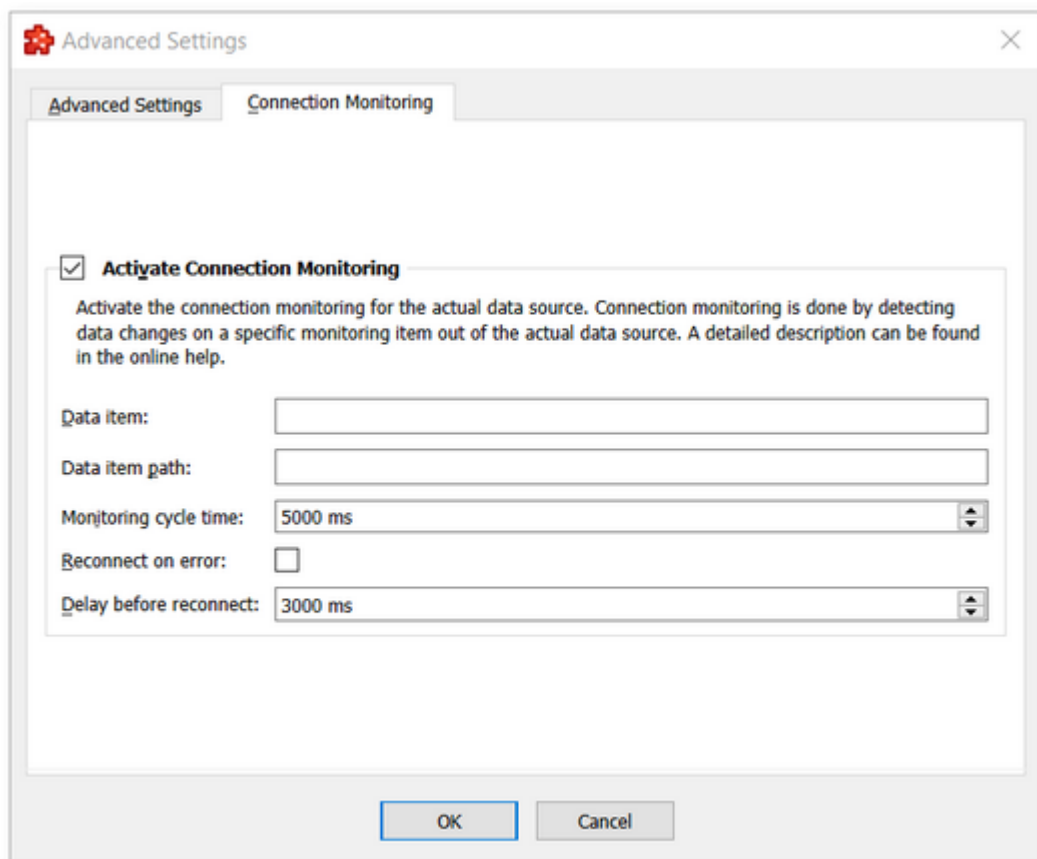 Advanced Settings
Advanced Settings
Connection Monitoring
Activate Connection Monitoring
Activate the connection monitoring for the actual data source. Connection monitoring is done by detecting
data changes on a specific monitoring item out of the actual data source. A detailed description can be found
in the online help.
Data item:
Data item path:
Monitoring cycle time: 5000 ms
Reconnect on error:
Delay before reconnect: 3000 ms
OK Cancel